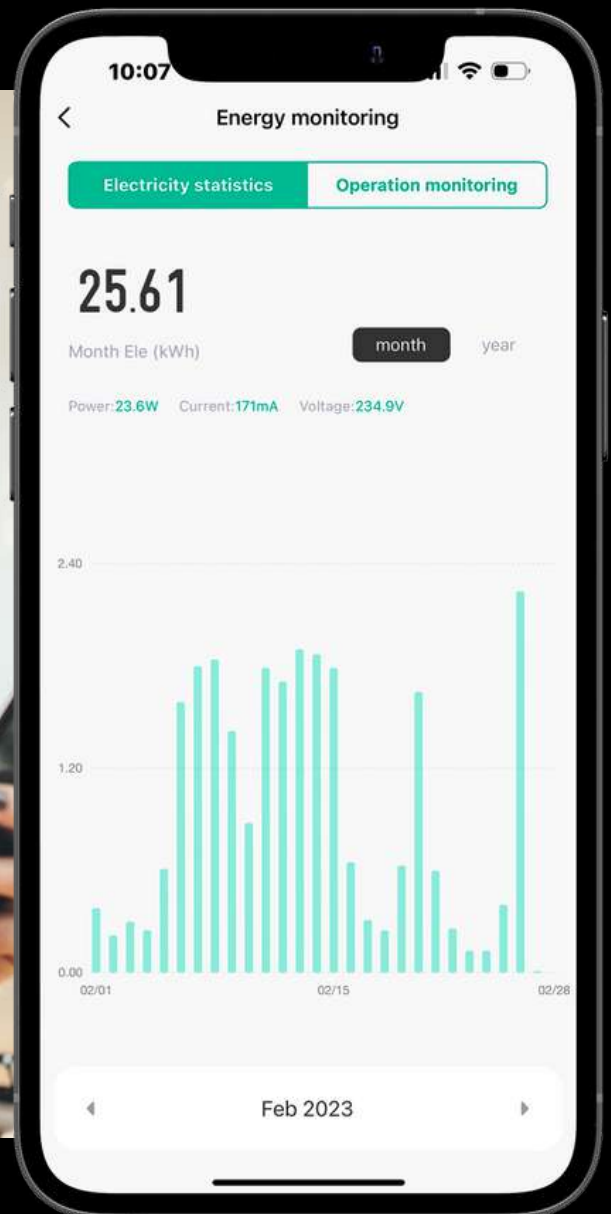 10:07
Energy monitoring
Electricity statistics Operation monitoring
25.61
Month Ele (kWh) month year
Power:23.6W Current:171mA Voltage:234.9V
2.40
1.20
0.00
02/01 02/15 02/28
Feb 2023